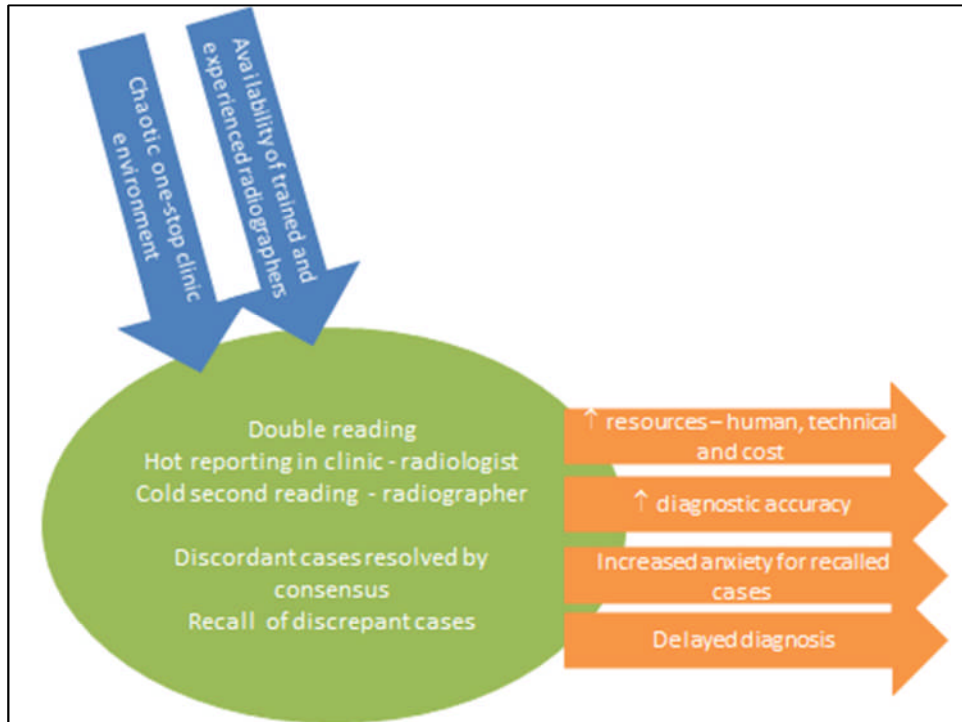 Chaotic one-stop clinic
environment
Availability of trained and
experienced radiographers
Double reading
Hot reporting in clinic - radiologist
Cold second reading - radiographer
Discordant cases resolved by
consensus
Recall of discrepant cases
↑ resources – human, technical
and cost
↑ diagnostic accuracy
Increased anxiety for recalled
cases
Delayed diagnosis